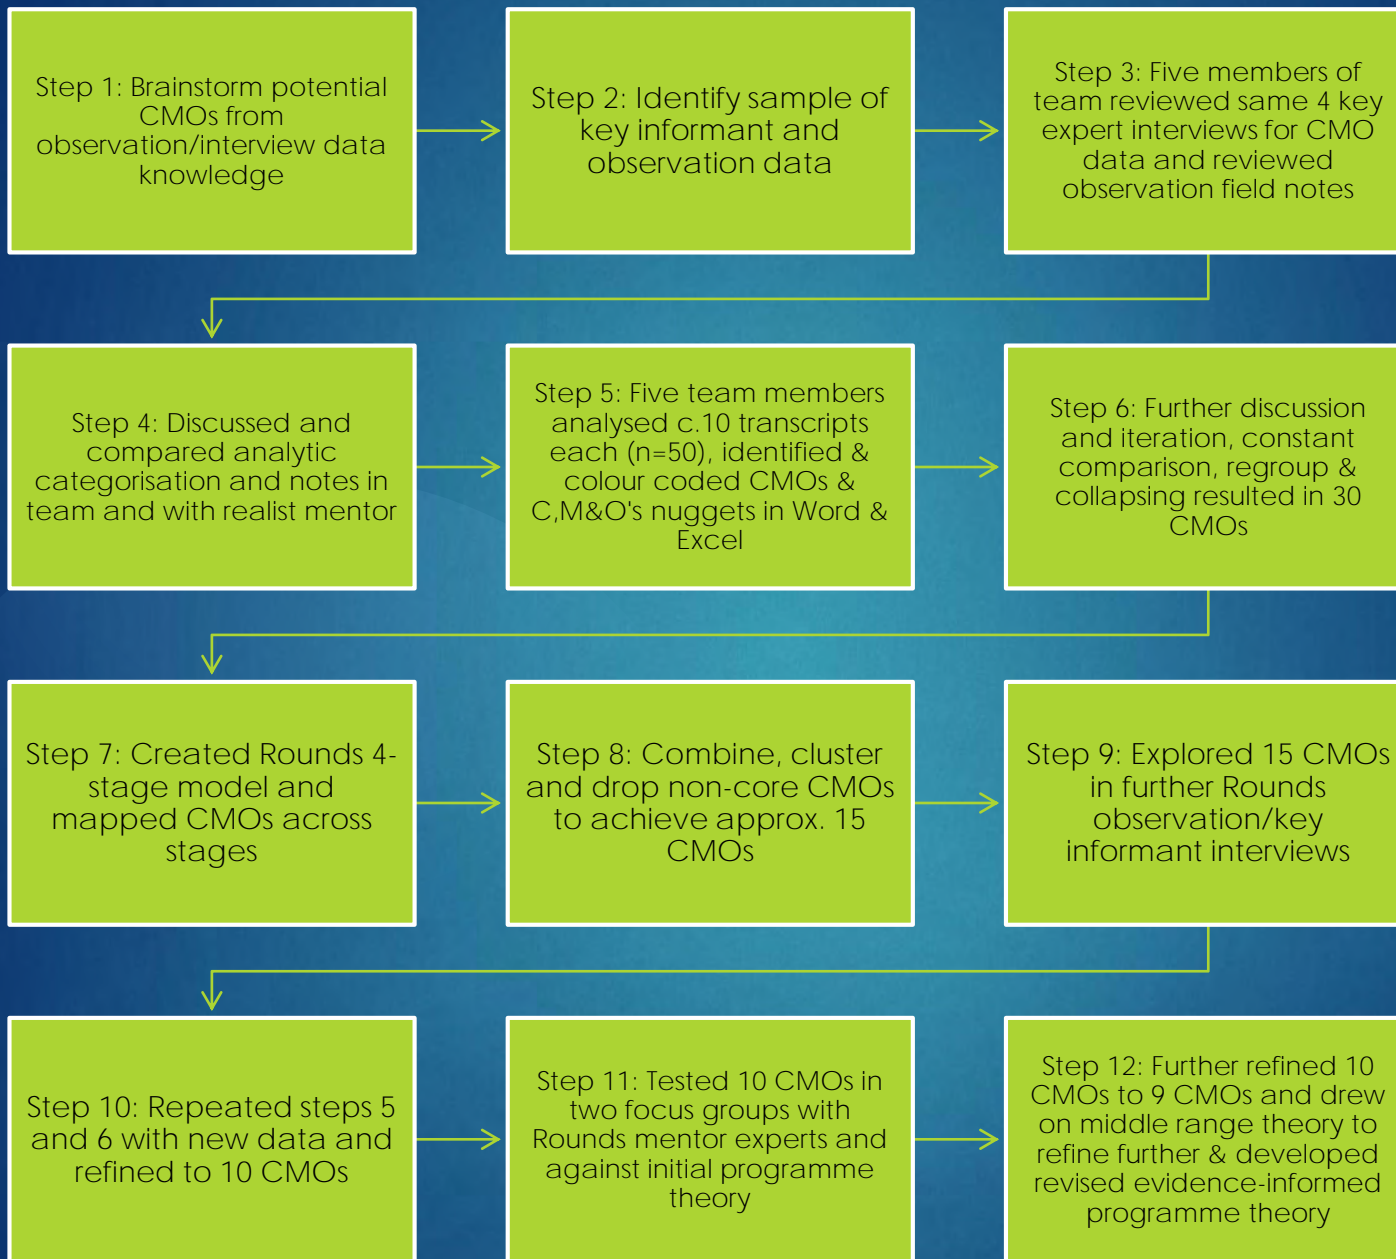 Step 1: Brainstorm potential
CMOs from
observation/interview data
knowledge
Step 2: Identify sample of
key informant and
observation data
Step 3: Five members of
team reviewed same 4 key
expert interviews for CMO
data and reviewed
observation field notes
Step 4: Discussed and
compared analytic
categorisation and notes in
team and with realist mentor
Step 5: Five team members
analysed c.10 transcripts
each (n=50), identified &
colour coded CMOs &
C,M&O's nuggets in Word &
Excel
Step 6: Further discussion
and iteration, constant
comparison, regroup &
collapsing resulted in 30
CMOs
Step 7: Created Rounds 4-
stage model and
mapped CMOs across
stages
Step 8: Combine, cluster
and drop non-core CMOs
to achieve approx. 15
CMOs
Step 9: Explored 15 CMOs
in further Rounds
observation/key
informant interviews
Step 10: Repeated steps 5
and 6 with new data and
refined to 10 CMOs
Step 11: Tested 10 CMOs in
two focus groups with
Rounds mentor experts and
against initial programme
theory
Step 12: Further refined 10
CMOs to 9 CMOs and drew
on middle range theory to
refine further & developed
revised evidence-informed
programme theory